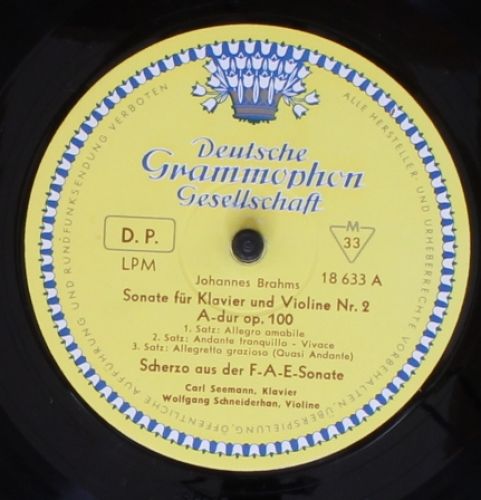 Deutsche
Grammophon
Gesellschaft
D. P.
LPM
M
33
18 633 A
Johannes Brahms
Sonate für Klavier und Violine Nr. 2
A-dur op. 100
1. Satz: Allegro amabile
2. Satz: Andante tranquillo - Vivace
3. Satz: Allegretto grazioso (Quasi Andante)
Scherzo aus der F-A-E-Sonate
Carl Seemann, Klavier
Wolfgang Schneiderhan, Violine
ALLE HERSTELLER- UND URHEBERRECHTE VORBEHALTEN. ÜBERSPIELUNG, ÖFFENTLICHE AUFFÜHRUNG UND RUNDFUNKSENDUNG VERBOTEN